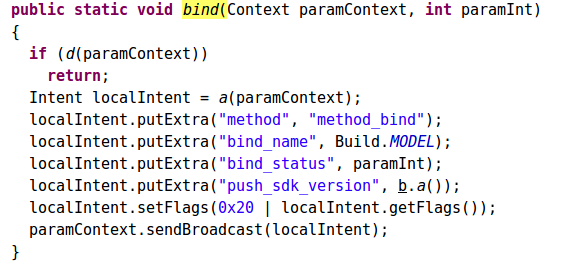 public static void bind(Context paramContext, int paramInt)
{
if (d(paramContext))
return;
Intent localIntent = a(paramContext);
localIntent.putExtra("method", "method_bind");
localIntent.putExtra("bind_name", Build.MODEL);
localIntent.putExtra("bind_status", paramInt);
localIntent.putExtra("push_sdk_version", b.a());
localIntent.setFlags(0x20 | localIntent.getFlags());
paramContext.sendBroadcast(localIntent);
}